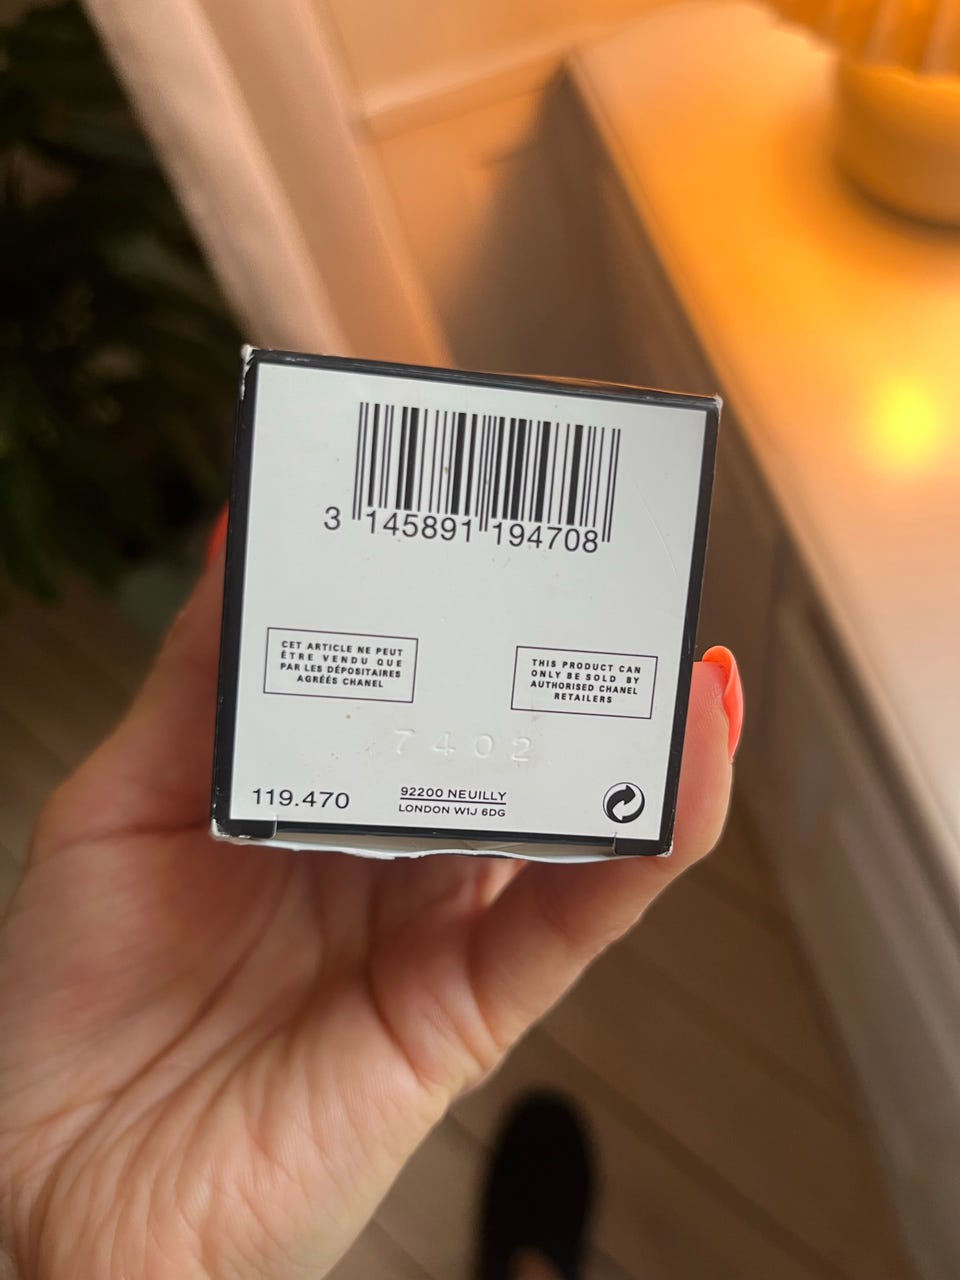 3 145891 194708
CET ARTICLE NE PEUT
ÊTRE VENDU QUE
PAR LES DÉPOSITAIRES
AGRÉÉS CHANEL
THIS PRODUCT CAN
ONLY BE SOLD BY
AUTHORISED CHANEL
RETAILERS
7402
119.470
92200 NEUILLY
LONDON W1J 6DG